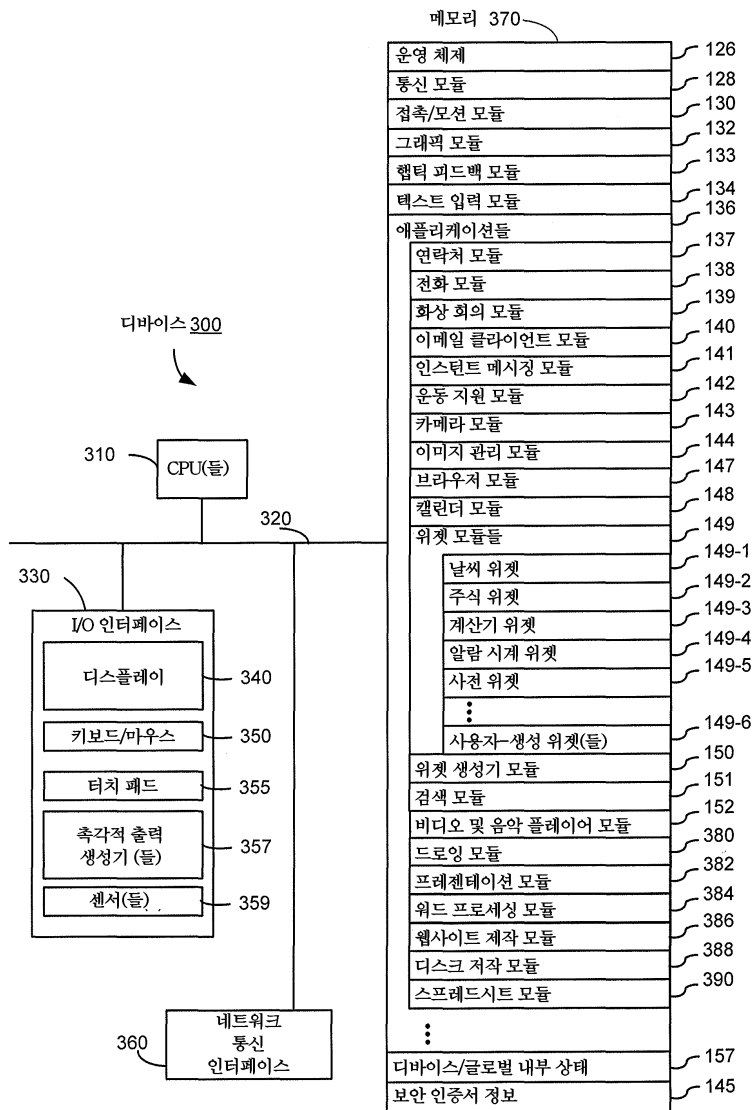 메모리 370
운영 체제 126
통신 모듈 128
접촉/모션 모듈 130
그래픽 모듈 132
햅틱 피드백 모듈 133
텍스트 입력 모듈 134
애플리케이션들 136
연락처 모듈 137
전화 모듈 138
화상 회의 모듈 139
이메일 클라이언트 모듈 140
인스턴트 메시징 모듈 141
운동 지원 모듈 142
카메라 모듈 143
이미지 관리 모듈 144
브라우저 모듈 147
캘린더 모듈 148
위젯 모듈들 149
날씨 위젯 149-1
주식 위젯 149-2
계산기 위젯 149-3
알람 시계 위젯 149-4
사전 위젯 149-5
사용자-생성 위젯(들) 149-6
위젯 생성기 모듈 150
검색 모듈 151
비디오 및 음악 플레이어 모듈 152
드로잉 모듈 380
프레젠테이션 모듈 382
워드 프로세싱 모듈 384
웹사이트 제작 모듈 386
디스크 저작 모듈 388
스프레드시트 모듈 390
디바이스/글로벌 내부 상태 157
보안 인증서 정보 145
디바이스 300
310
CPU(들)
320
330
I/O 인터페이스
디스플레이 340
키보드/마우스 350
터치 패드 355
촉각적 출력
생성기 (들) 357
센서(들) 359
360
네트워크
통신
인터페이스